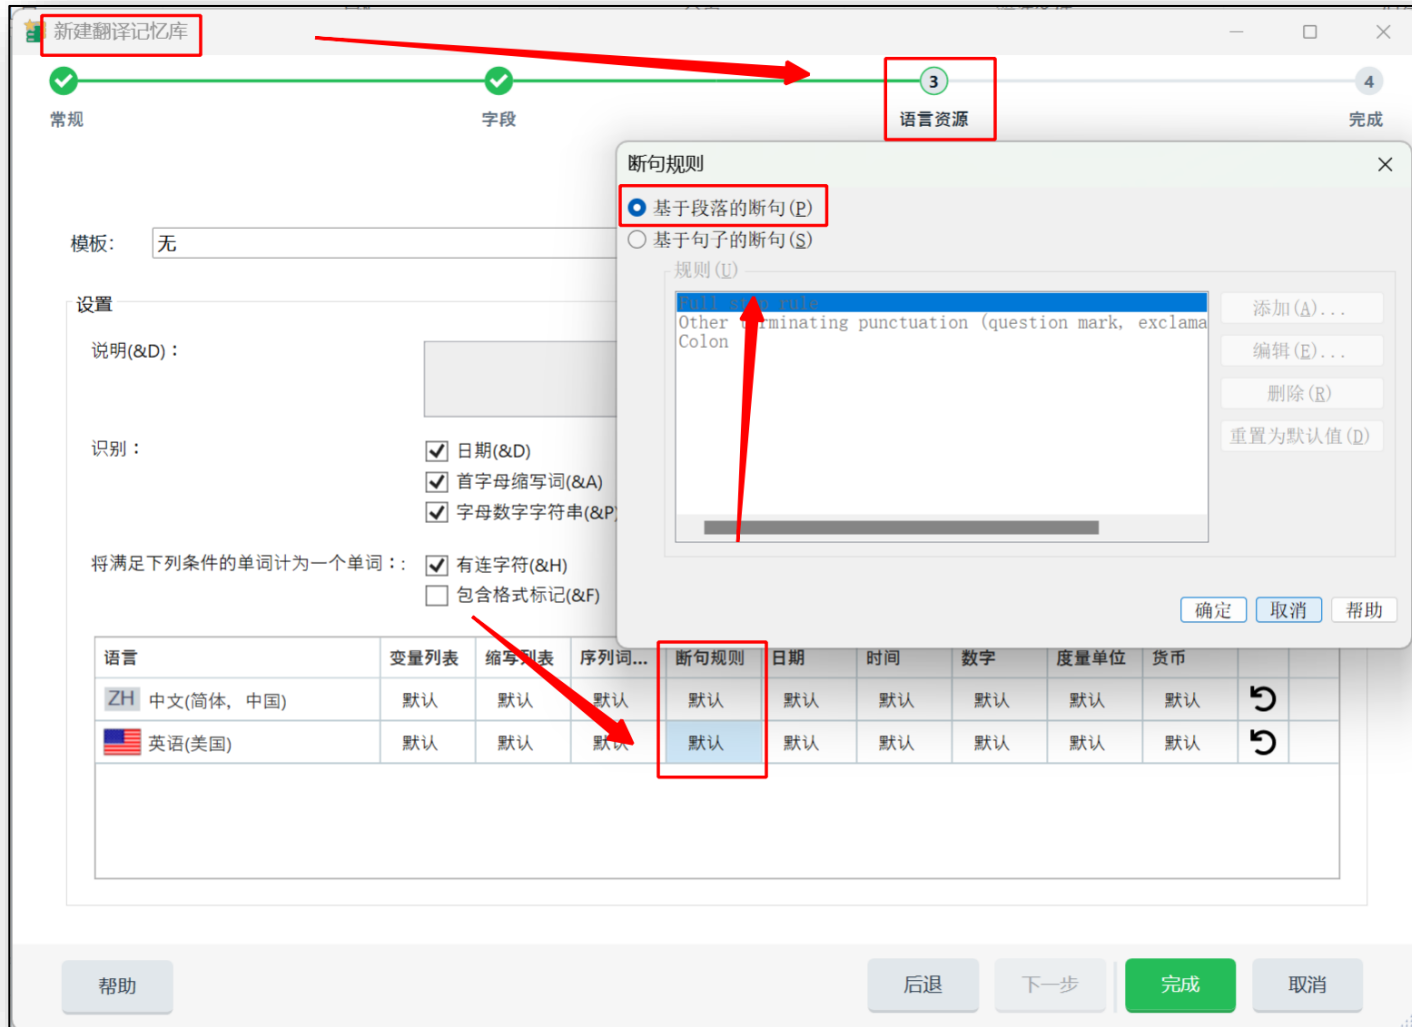 新建翻译记忆库
3
4
常规
字段
语言资源
完成
断句规则
基于段落的断句(P)
基于句子的断句(S)
规则(U)
Full stop rule
Other terminating punctuation (question mark, exclama
Colon
添加(A)...
编辑(E)...
删除(R)
重置为默认值(D)
确定
取消
帮助
模板:
无
设置
说明(&D)：
识别：
日期(&D)
首字母缩写词(&A)
字母数字字符串(&P)
将满足下列条件的单词计为一个单词：:
有连字符(&H)
包含格式标记(&F)
语言 变量列表 缩写列表 序列词... 断句规则 日期 时间 数字 度量单位 货币
ZH 中文(简体，中国) 默认 默认 默认 默认 默认 默认 默认 默认 默认
英语(美国) 默认 默认 默认 默认 默认 默认 默认 默认 默认
帮助
后退
下一步
完成
取消